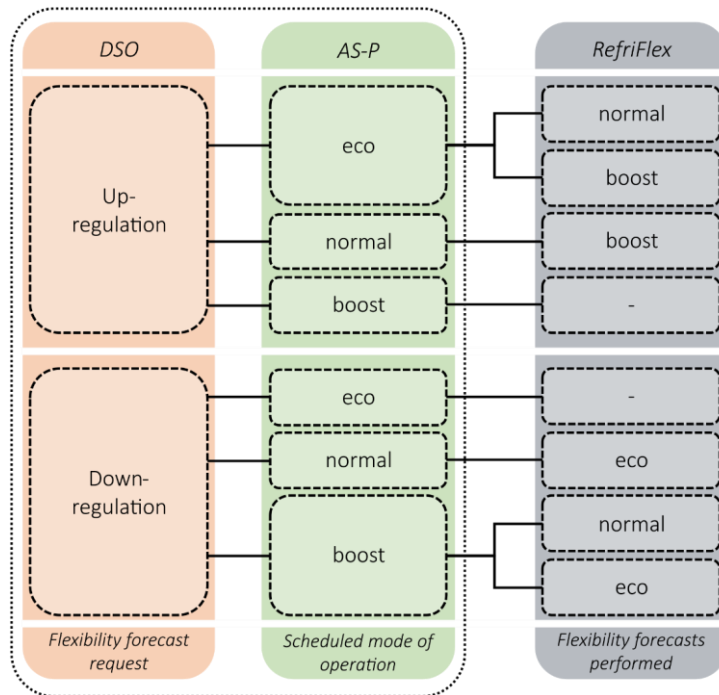 DSO
AS-P
RefriFlex
Up-
regulation
eco
normal
boost
normal
boost
boost
-
Down-
regulation
eco
normal
boost
-
eco
normal
eco
Flexibility forecast
request
Scheduled mode of
operation
Flexibility forecasts
performed